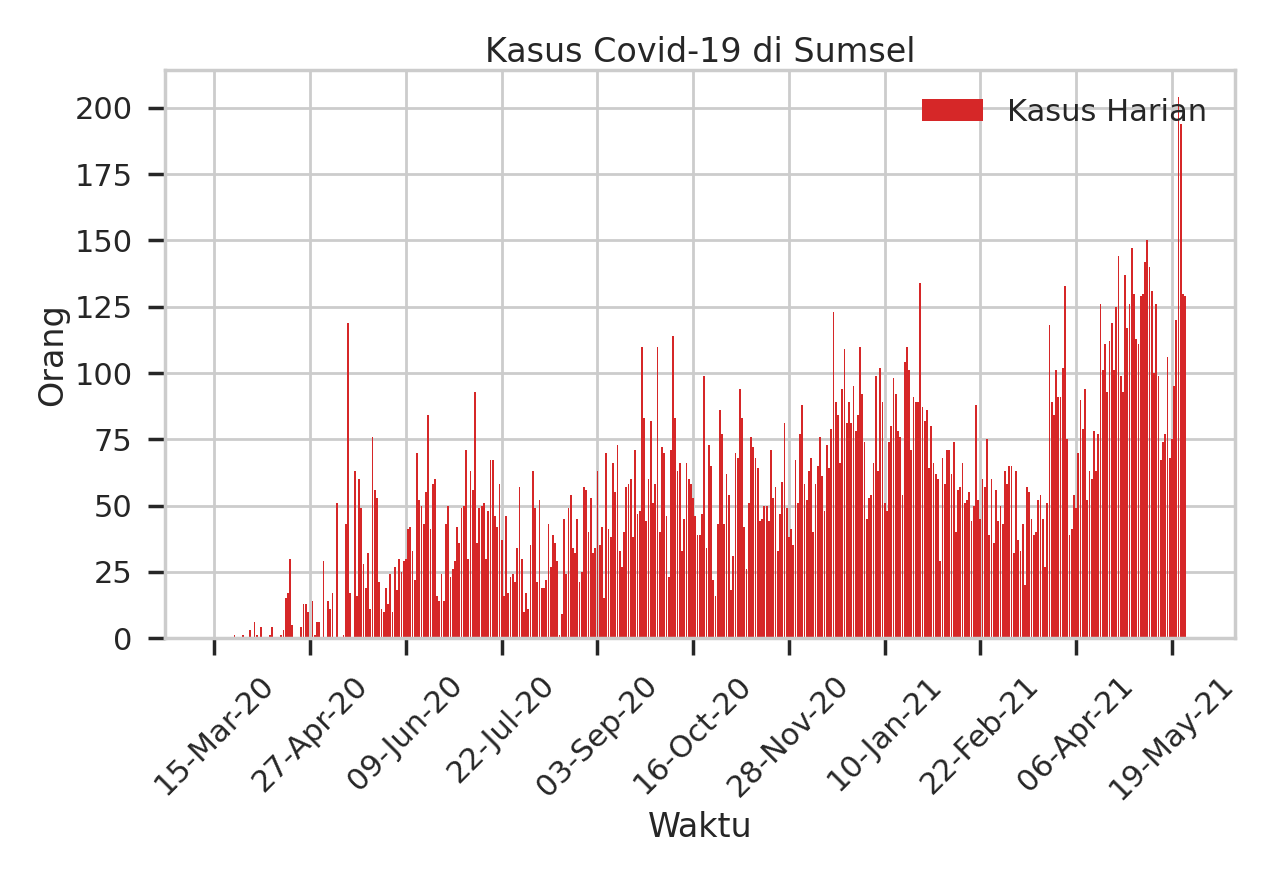 Kasus Covid-19 di Sumsel
Kasus Harian
Orang
200
175
150
125
100
75
50
25
0
15-Mar-20
27-Apr-20
09-Jun-20
22-Jul-20
03-Sep-20
16-Oct-20
28-Nov-20
10-Jan-21
22-Feb-21
06-Apr-21
19-May-21
Waktu